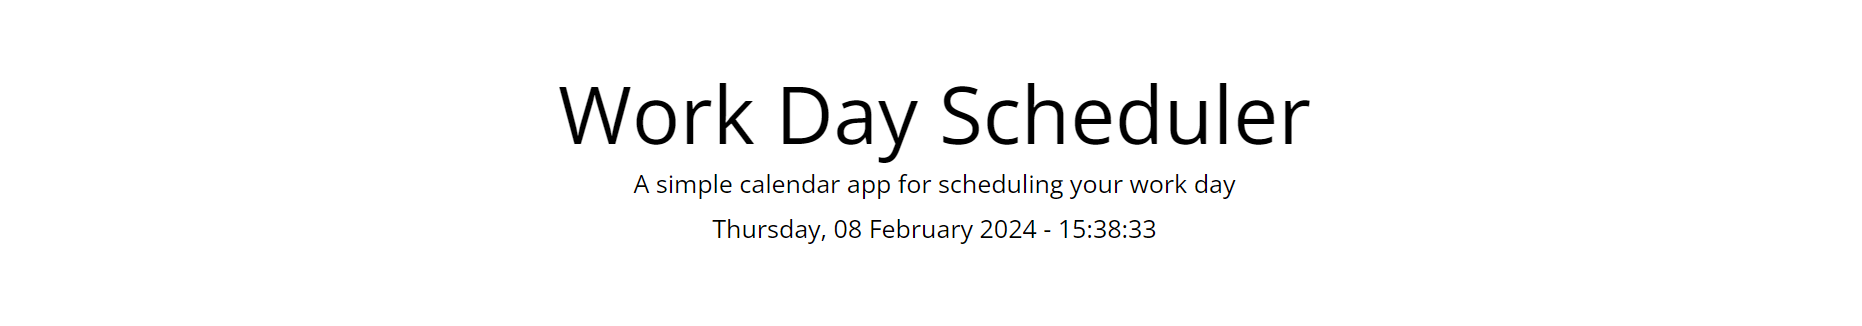 Work Day Scheduler
A simple calendar app for scheduling your work day
Thursday, 08 February 2024 - 15:38:33